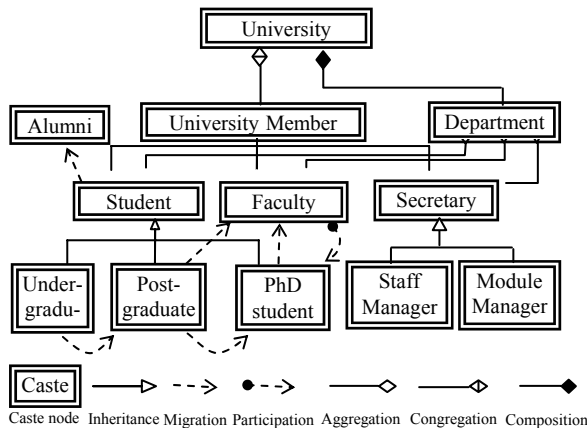 University
Alumni
University Member
Department
Student
Faculty
Secretary
Under-
gradu-
Post-
graduate
PhD
student
Staff
Manager
Module
Manager
Caste
Caste node Inheritance Migration Participation Aggregation Congregation Composition